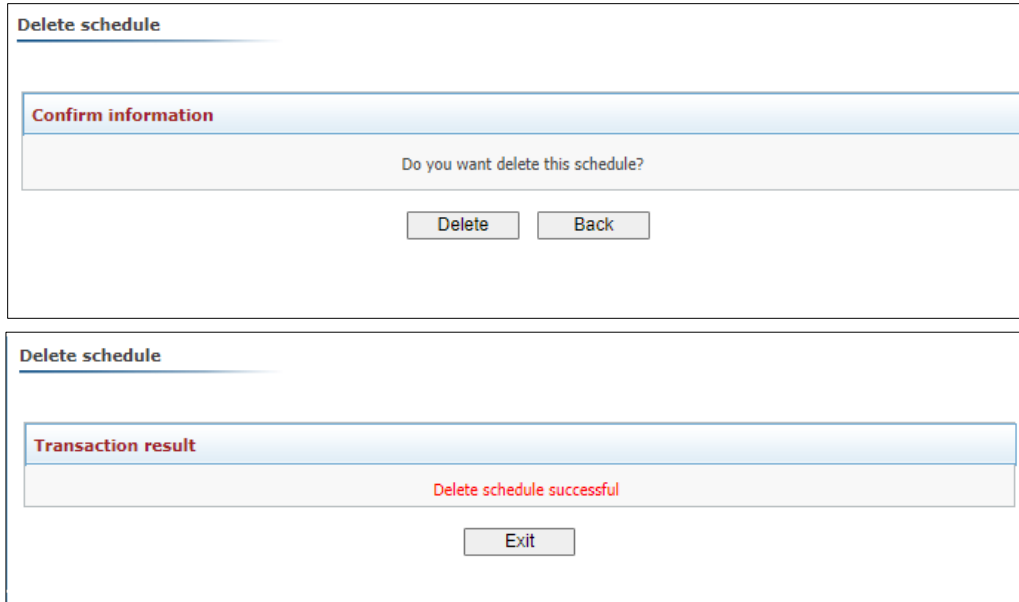 Delete schedule
Confirm information
Do you want delete this schedule?
Delete Back
Delete schedule
Transaction result
Delete schedule successful
Exit